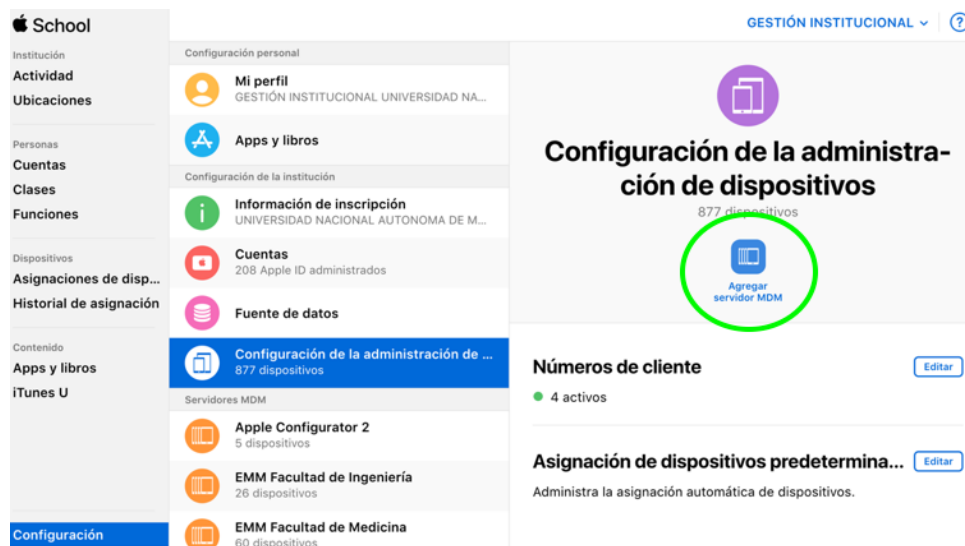 School
Institución
Actividad
Ubicaciones
Personas
Cuentas
Clases
Funciones
Dispositivos
Asignaciones de disp...
Historial de asignación
Contenido
Apps y libros
iTunes U
Configuración
Configuración personal
Mi perfil
GESTIÓN INSTITUCIONAL UNIVERSIDAD NA...
Apps y libros
Configuración de la institución
Información de inscripción
UNIVERSIDAD NACIONAL AUTONOMA DE M...
Cuentas
208 Apple ID administrados
Fuente de datos
Configuración de la administración de ...
877 dispositivos
Servidores MDM
Apple Configurator 2
5 dispositivos
EMM Facultad de Ingeniería
26 dispositivos
EMM Facultad de Medicina
60 dispositivos
GESTIÓN INSTITUCIONAL
?
Configuración de la administra-
ción de dispositivos
877 dispositivos
Agregar
servidor MDM
Números de cliente
Editar
4 activos
Asignación de dispositivos predetermina...
Editar
Administra la asignación automática de dispositivos.